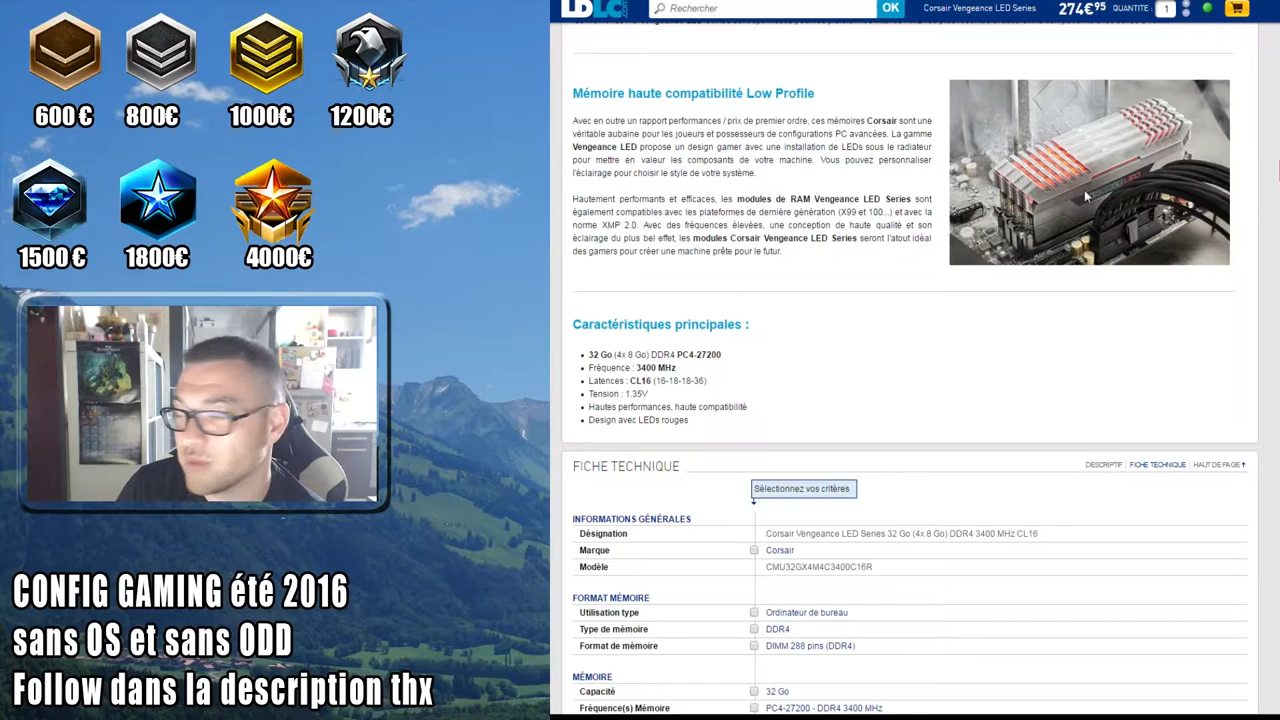 600 €
800€
1000€
1200€
1500 €
1800€
4000€
CONFIG GAMING été 2016
sans OS et sans ODD
Follow dans la description thx
LDLC.com
Rechercher
OK
Corsair Vengeance LED Series
274€95
QUANTITE :
1
Mémoire haute compatibilité Low Profile
Avec en outre un rapport performances / prix de premier ordre, ces mémoires Corsair sont une
véritable aubaine pour les joueurs et possesseurs de configurations PC avancées. La gamme
Vengeance LED propose un design gamer avec une installation de LEDs sous le radiateur
pour mettre en valeur les composants de votre machine. Vous pouvez personnaliser
l'éclairage pour choisir le style de votre système.
Hautement performants et efficaces, les modules de RAM Vengeance LED Series sont
également compatibles avec les plateformes de dernière génération (X99 et 100...) et avec la
norme XMP 2.0. Avec des fréquences élevées, une conception de haute qualité et son
éclairage du plus bel effet, les modules Corsair Vengeance LED Series seront l'atout idéal
des gamers pour créer une machine prête pour le futur.
Caractéristiques principales :
32 Go (4x 8 Go) DDR4 PC4-27200
Fréquence : 3400 MHz
Latences : CL16 (16-18-18-36)
Tension : 1.35V
Hautes performances, haute compatibilité
Design avec LEDs rouges
FICHE TECHNIQUE
DESCRIPTIF | FICHE TECHNIQUE | HAUT DE PAGE
Sélectionnez vos critères
INFORMATIONS GÉNÉRALES
Désignation Corsair Vengeance LED Series 32 Go (4x 8 Go) DDR4 3400 MHz CL16
Marque Corsair
Modèle CMU32GX4M4C3400C16R
FORMAT MÉMOIRE
Utilisation type Ordinateur de bureau
Type de mémoire DDR4
Format de mémoire DIMM 288 pins (DDR4)
MÉMOIRE
Capacité 32 Go
Fréquence(s) Mémoire PC4-27200 - DDR4 3400 MHz